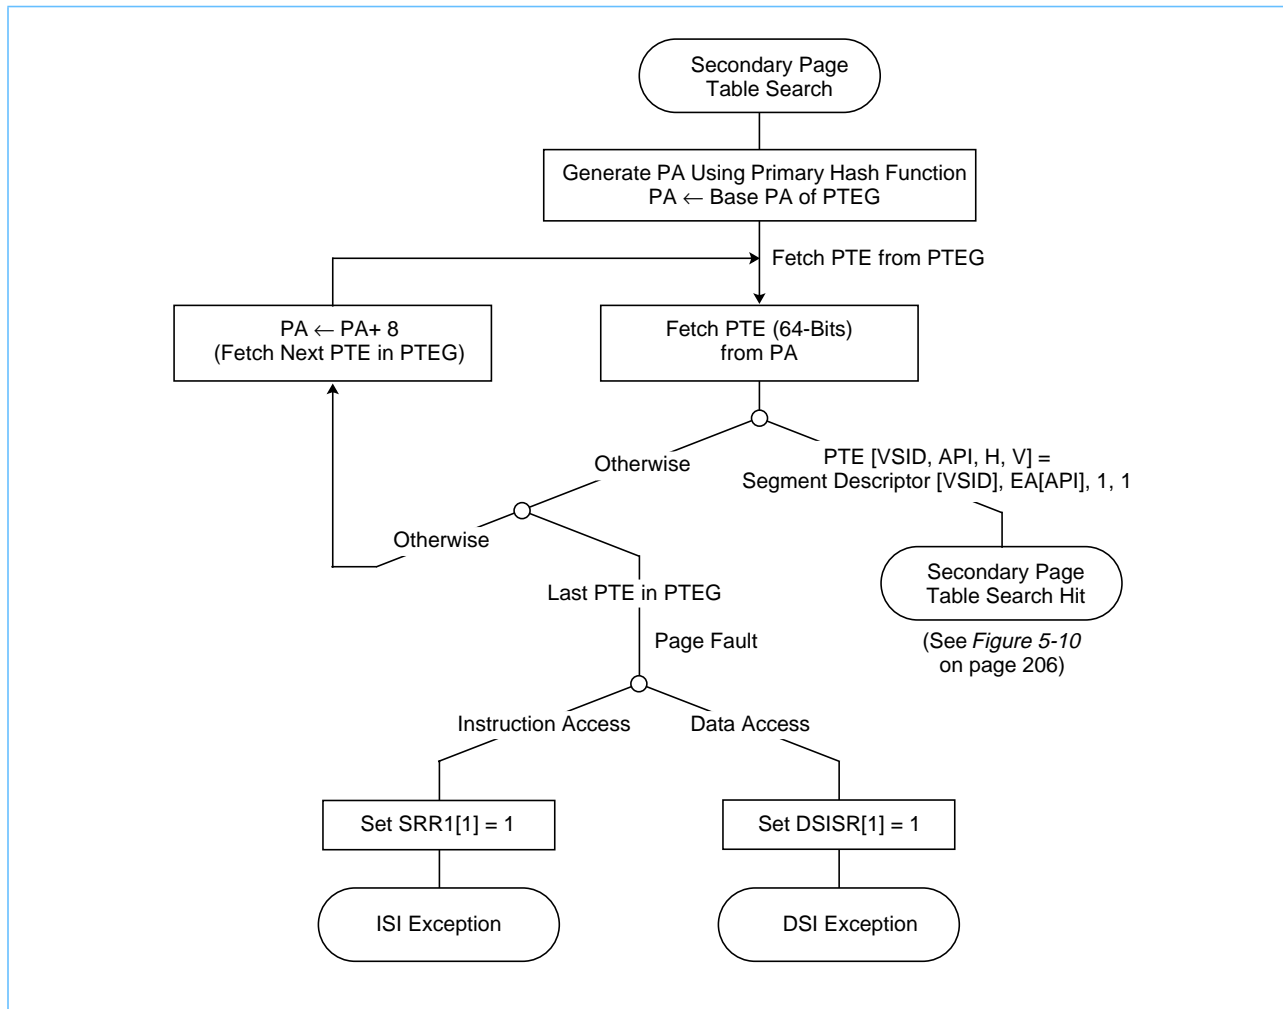 Secondary Page
Table Search
Generate PA Using Primary Hash Function
PA ← Base PA of PTEG
Fetch PTE from PTEG
PA ← PA+ 8
(Fetch Next PTE in PTEG)
Fetch PTE (64-Bits)
from PA
Otherwise
PTE [VSID, API, H, V] =
Segment Descriptor [VSID], EA[API], 1, 1
Otherwise
Secondary Page
Table Search Hit
Last PTE in PTEG
Page Fault
(See Figure 5-10
on page 206)
Instruction Access
Data Access
Set SRR1[1] = 1
Set DSISR[1] = 1
ISI Exception
DSI Exception